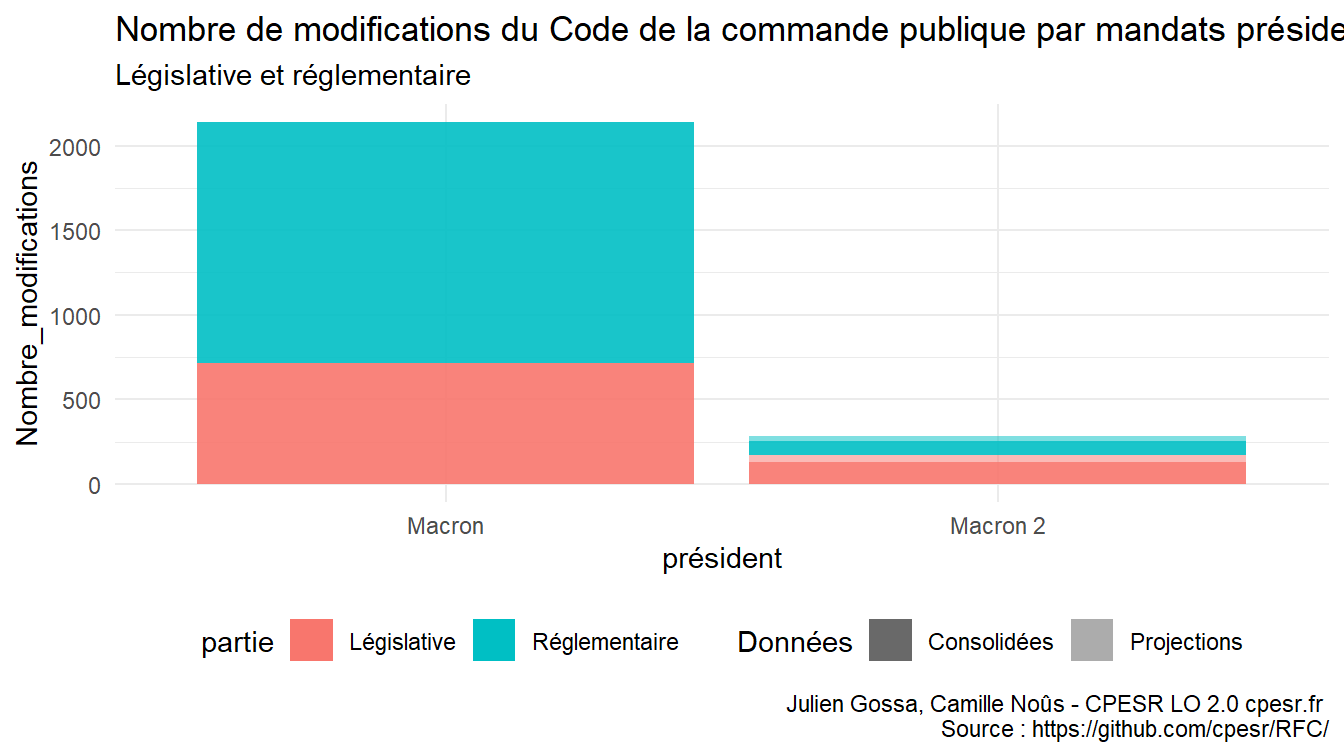 Nombre de modifications du Code de la commande publique par mandats préside
Législative et réglementaire
Nombre_modifications
2000
1500
1000
500
0
Macron
Macron 2
président
partie
Législative
Réglementaire
Données
Consolidées
Projections
Julien Gossa, Camille Noûs - CPESR LO 2.0 cpesr.fr
Source : https://github.com/cpesr/RFC/